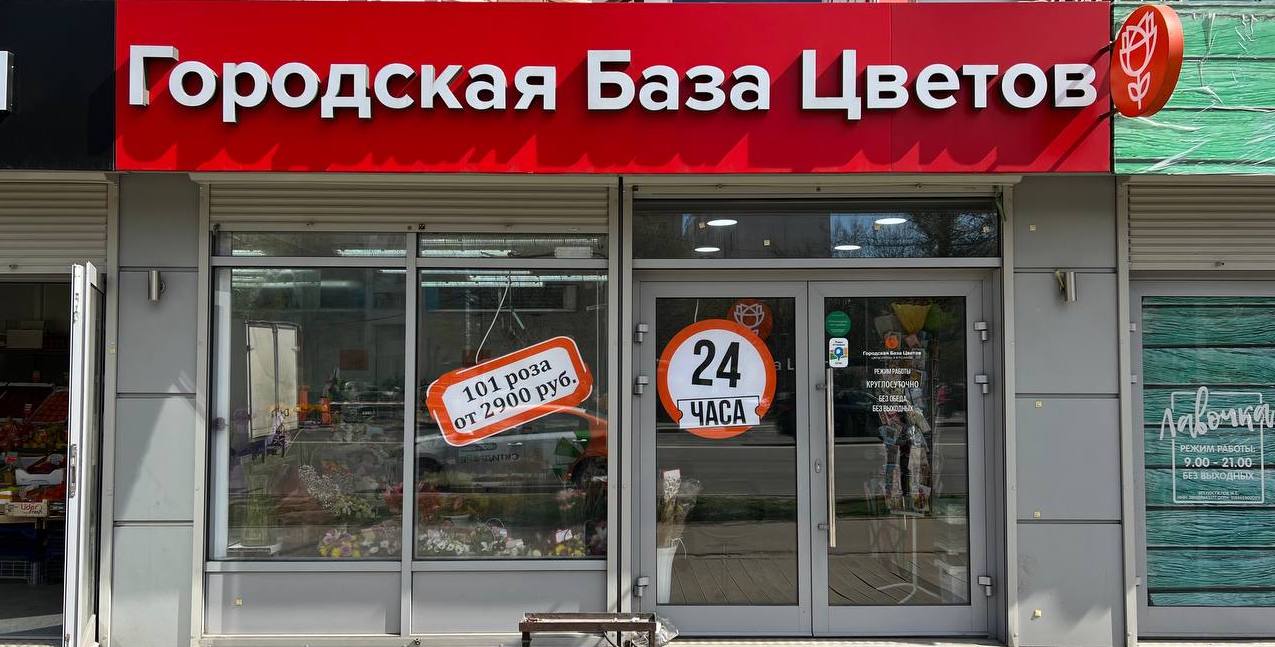 Городская База Цветов
101 роза
от 2900 руб.
24
ЧАСА
Городская База Цветов
РЕЖИМ РАБОТЫ
КРУГЛОСУТОЧНО
БЕЗ ОБЕДА,
БЕЗ ВЫХОДНЫХ
Лавочка
РЕЖИМ РАБОТЫ:
9.00 - 21.00
БЕЗ ВЫХОДНЫХ
Lider